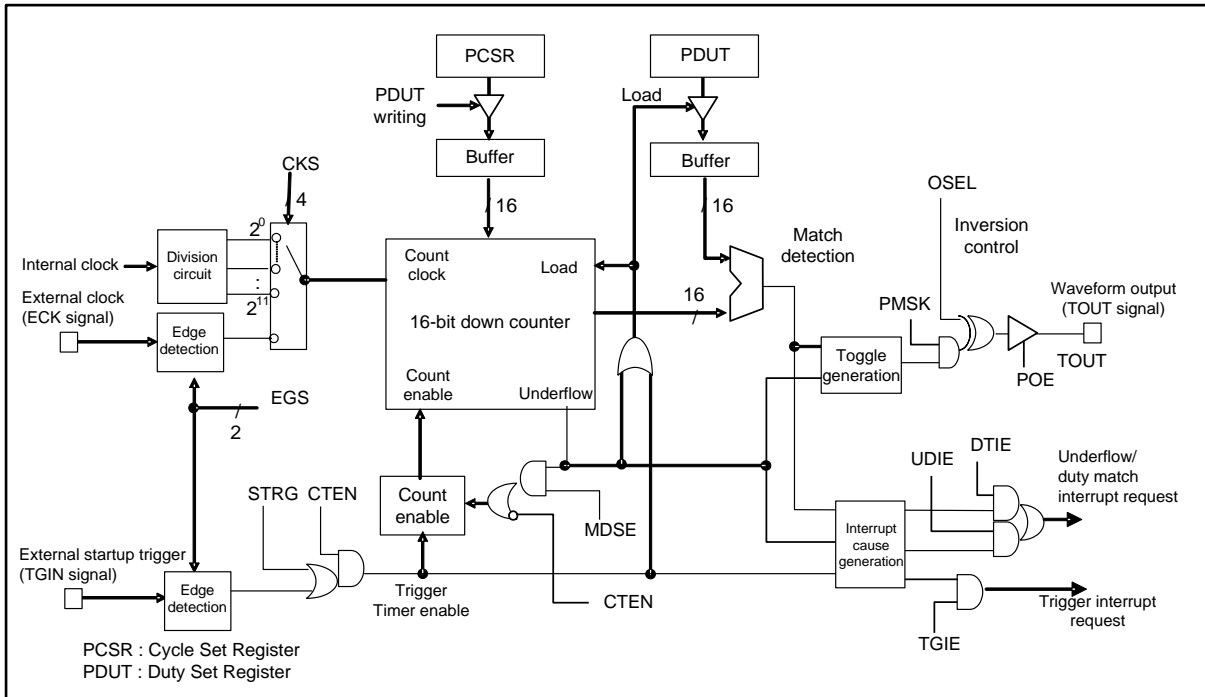 PCSR
PDUT
PDUT
writing
Load
Buffer
Buffer
CKS
4
16
16
OSEL
Inversion
control
Match
detection
2⁰
:
2¹¹
Internal clock
Division
circuit
Count
clock
Load
External clock
(ECK signal)
Edge
detection
16-bit down counter
16
PMSK
Waveform output
(TOUT signal)
Toggle
generation
TOUT
POE
Count
enable
Underflow
EGS
2
STRG
CTEN
Count
enable
MDSE
UDIE
DTIE
Underflow/
duty match
interrupt request
Interrupt
cause
generation
External startup trigger
(TGIN signal)
Edge
detection
Trigger
Timer enable
CTEN
TGIE
Trigger interrupt
request
PCSR : Cycle Set Register
PDUT : Duty Set Register